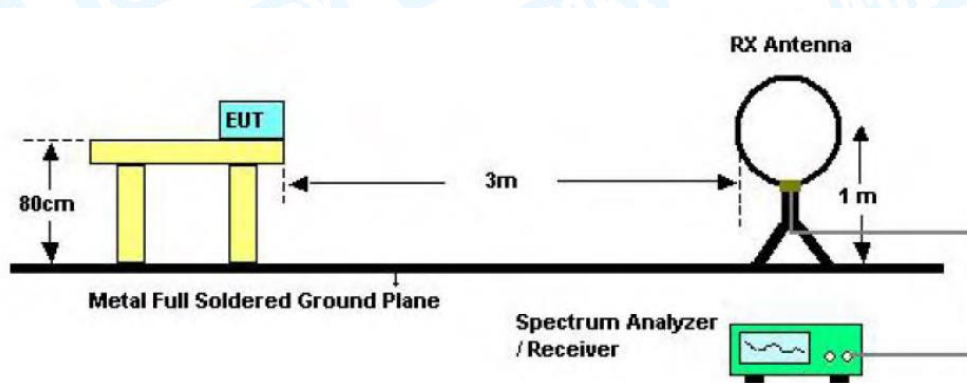 RX Antenna
EUT
80cm
3m
1 m
Metal Full Soldered Ground Plane
Spectrum Analyzer
/ Receiver